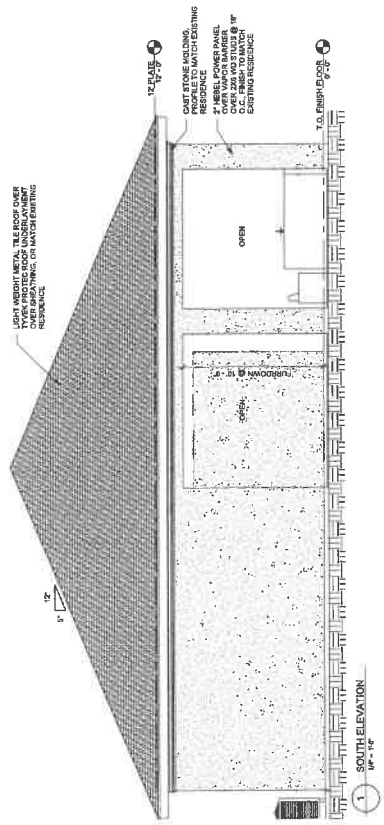 LIGHT WEIGHT METAL TILE ROOF OVER
TYVEK PROTEC ROOF UNDERLAYMENT
OVER SHEATHING, OR MATCH EXISTING
RESIDENCE
12"
5"
12' PLATE
12' - 0"
CAST STONE MOLDING,
PROFILE TO MATCH EXISTING
RESIDENCE
2" HEBEL POWER PANEL
OVER VAPOR BARRIER
OVER 2X6 WD STUDS @ 16"
O.C., FINISH TO MATCH
EXISTING RESIDENCE
OPEN
OPEN
FURRDOWN @ 10' - 8"
T.O. FINISH FLOOR
0' - 0"
1
SOUTH ELEVATION
1/4" = 1'-0"